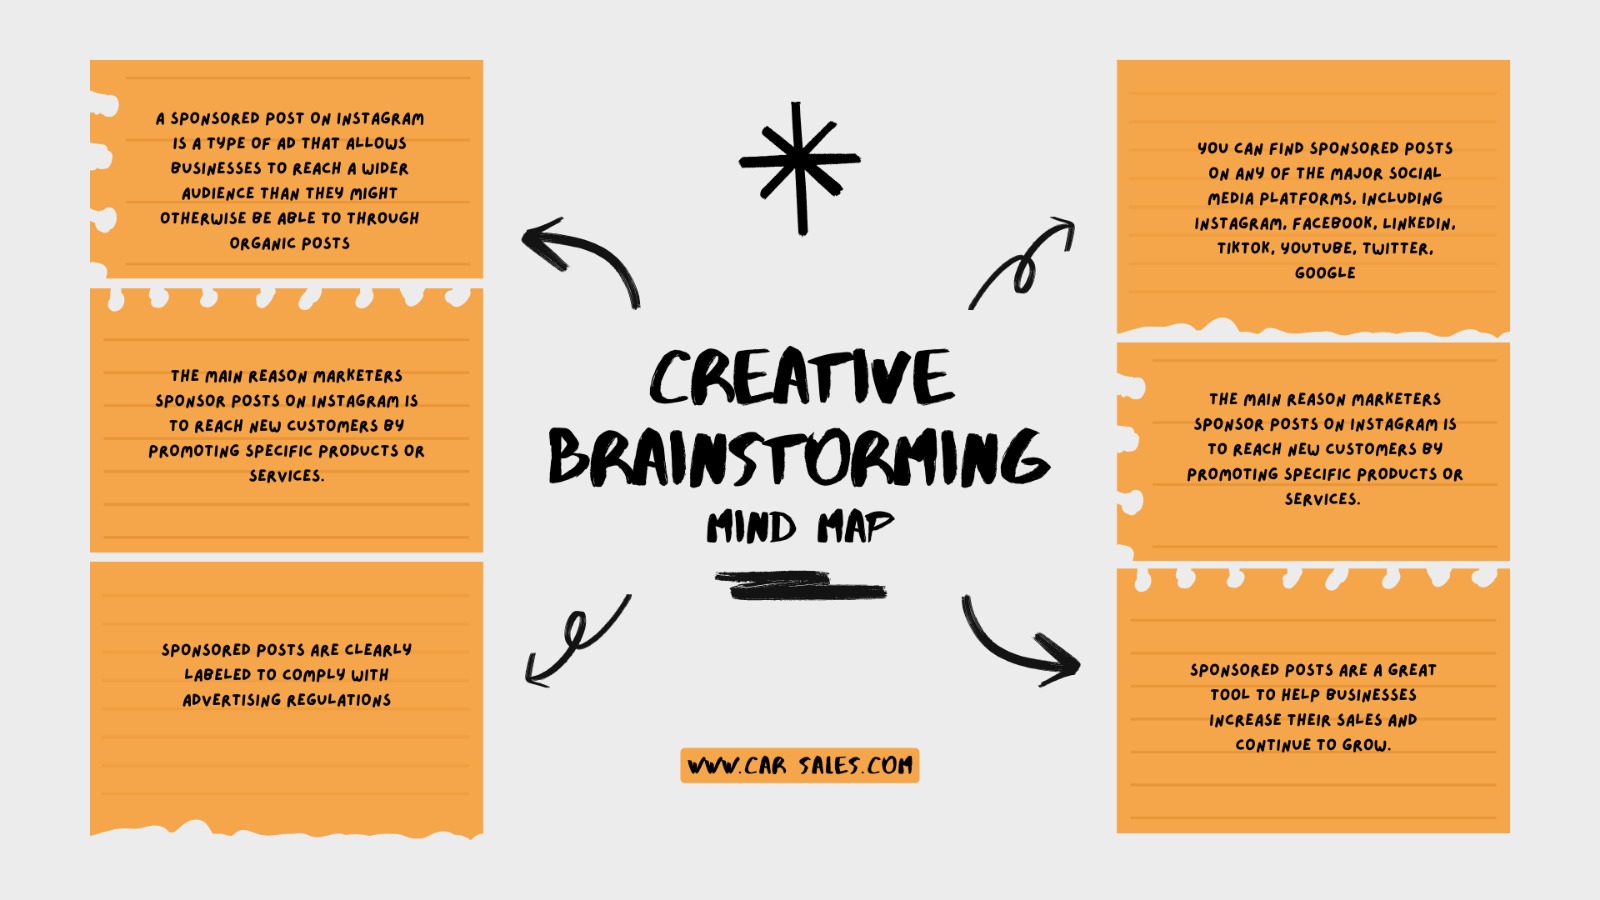 A SPONSORED POST ON INSTAGRAM
IS A TYPE OF AD THAT ALLOWS
BUSINESSES TO REACH A WIDER
AUDIENCE THAN THEY MIGHT
OTHERWISE BE ABLE TO THROUGH
ORGANIC POSTS
THE MAIN REASON MARKETERS
SPONSOR POSTS ON INSTAGRAM IS
TO REACH NEW CUSTOMERS BY
PROMOTING SPECIFIC PRODUCTS OR
SERVICES.
SPONSORED POSTS ARE CLEARLY
LABELED TO COMPLY WITH
ADVERTISING REGULATIONS
CREATIVE
BRAINSTORMING
MIND MAP
WWW.CAR SALES.COM
YOU CAN FIND SPONSORED POSTS
ON ANY OF THE MAJOR SOCIAL
MEDIA PLATFORMS, INCLUDING
INSTAGRAM, FACEBOOK, LINKEDIN,
TIKTOK, YOUTUBE, TWITTER,
GOOGLE
THE MAIN REASON MARKETERS
SPONSOR POSTS ON INSTAGRAM IS
TO REACH NEW CUSTOMERS BY
PROMOTING SPECIFIC PRODUCTS OR
SERVICES.
SPONSORED POSTS ARE A GREAT
TOOL TO HELP BUSINESSES
INCREASE THEIR SALES AND
CONTINUE TO GROW.